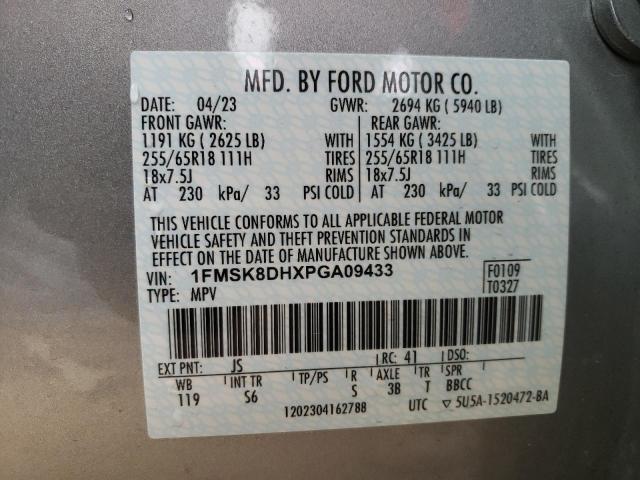 MFD. BY FORD MOTOR CO.
DATE: 04/23 GVWR: 2694 KG ( 5940 LB)
FRONT GAWR: REAR GAWR:
1191 KG ( 2625 LB) WITH 1554 KG ( 3425 LB) WITH
255/65R18 111H TIRES 255/65R18 111H TIRES
18x7.5J RIMS 18x7.5J RIMS
AT 230 kPa/ 33 PSI COLD AT 230 kPa/ 33 PSI COLD
THIS VEHICLE CONFORMS TO ALL APPLICABLE FEDERAL MOTOR
VEHICLE SAFETY AND THEFT PREVENTION STANDARDS IN
EFFECT ON THE DATE OF MANUFACTURE SHOWN ABOVE.
VIN: 1FMSK8DHXPGA09433 F0109
TYPE: MPV T0327
EXT PNT: JS RC: 41 DSO:
WB INT TR TP/PS R AXLE TR SPR
119 S6 S 3B T BBCC
1202304162788 UTC ▽ 5U5A-1520472-BA